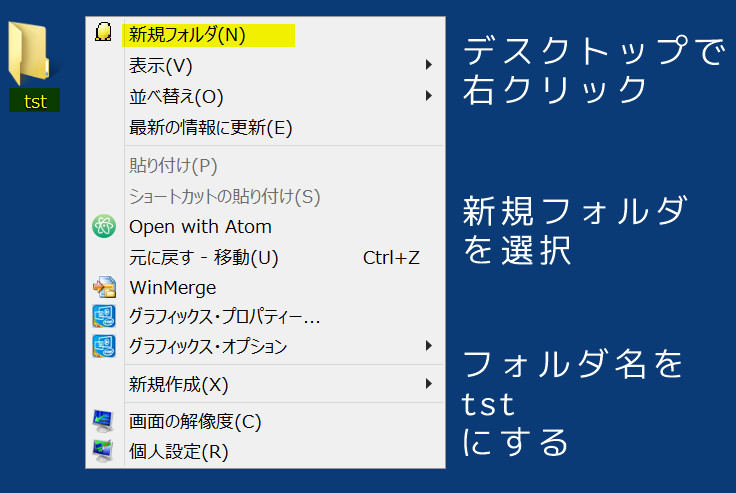 tst
新規フォルダ(N)
表示(V)
並べ替え(O)
最新の情報に更新(E)
貼り付け(P)
ショートカットの貼り付け(S)
Open with Atom
元に戻す - 移動(U) Ctrl+Z
WinMerge
グラフィックス・プロパティー...
グラフィックス・オプション
新規作成(X)
画面の解像度(C)
個人設定(R)
デスクトップで
右クリック
新規フォルダ
を選択
フォルダ名を
tst
にする